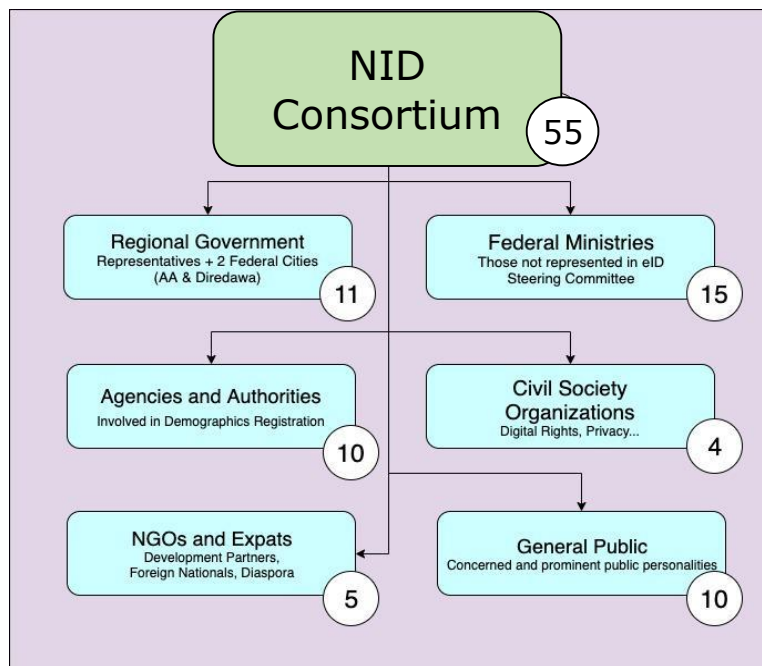 NID
Consortium
55
Regional Government
Representatives + 2 Federal Cities
(AA & Diredawa)
11
Federal Ministries
Those not represented in eID
Steering Committee
15
Agencies and Authorities
Involved in Demographics Registration
10
Civil Society
Organizations
Digital Rights, Privacy...
4
NGOs and Expats
Development Partners,
Foreign Nationals, Diaspora
5
General Public
Concerned and prominent public personalities
10